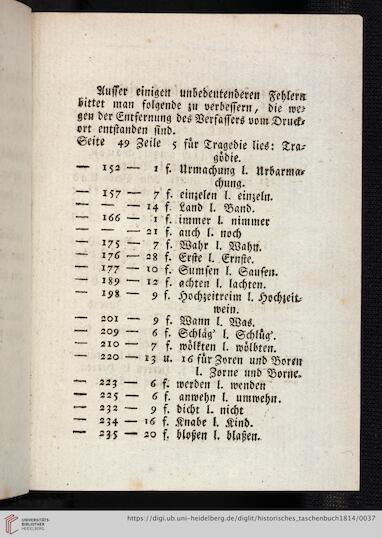 Ausser einigen unbedeutenderen Fehlern
bittet man folgende zu verbessern, die we-
gen der Entfernung des Verfassers vom Druck-
ort entstanden sind.
Seite 49 Zeile 5 für Tragedie lies: Tra-
gödie.
— 152 — 1 f. Urmachung l. Urbarma-
chung.
— 157 — 7 f. einzelen l. einzeln.
— — — 14 f. Land l. Band.
— 166 — 1 f. immer l. nimmer
— — — 21 f. auch l. noch
— 175 — 7 f. Wahr l. Wahn.
— 176 — 28 f. Erste l. Ernste.
— 177 — 10 f. Sumsen l. Sausen.
— 189 — 12 f. achten l. lachten.
— 198 — 9 f. Hochzeitreim l. Hochzeit-
wein.
— 201 — 9 f. Wann l. Was.
— 209 — 6 f. Schläg' l. Schlüg'.
— 210 — 7 f. wölkten l. wölbten.
— 220 — 13 u. 16 für Zoren und Boren
l. Zorne und Borne.
— 223 — 6 f. werden l. wenden
— 225 — 6 f. anwehn l. umwehn.
— 232 — 9 f. dicht l. nicht
— 234 — 16 f. Knabe l. Kind.
— 235 — 20 f. bloßen l. blaßen.
UNIVERSITÄTS-
BIBLIOTHEK
HEIDELBERG
https://digi.ub.uni-heidelberg.de/diglit/historisches_taschenbuch1814/0037